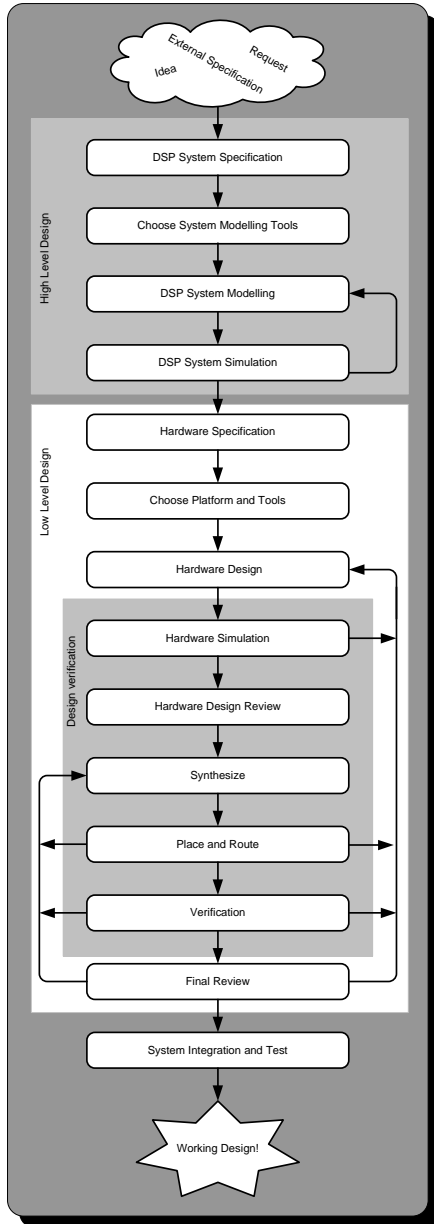 Idea
External Specification
Request
High Level Design
DSP System Specification
Choose System Modelling Tools
DSP System Modelling
DSP System Simulation
Low Level Design
Hardware Specification
Choose Platform and Tools
Hardware Design
Design verification
Hardware Simulation
Hardware Design Review
Synthesize
Place and Route
Verification
Final Review
System Integration and Test
Working Design!